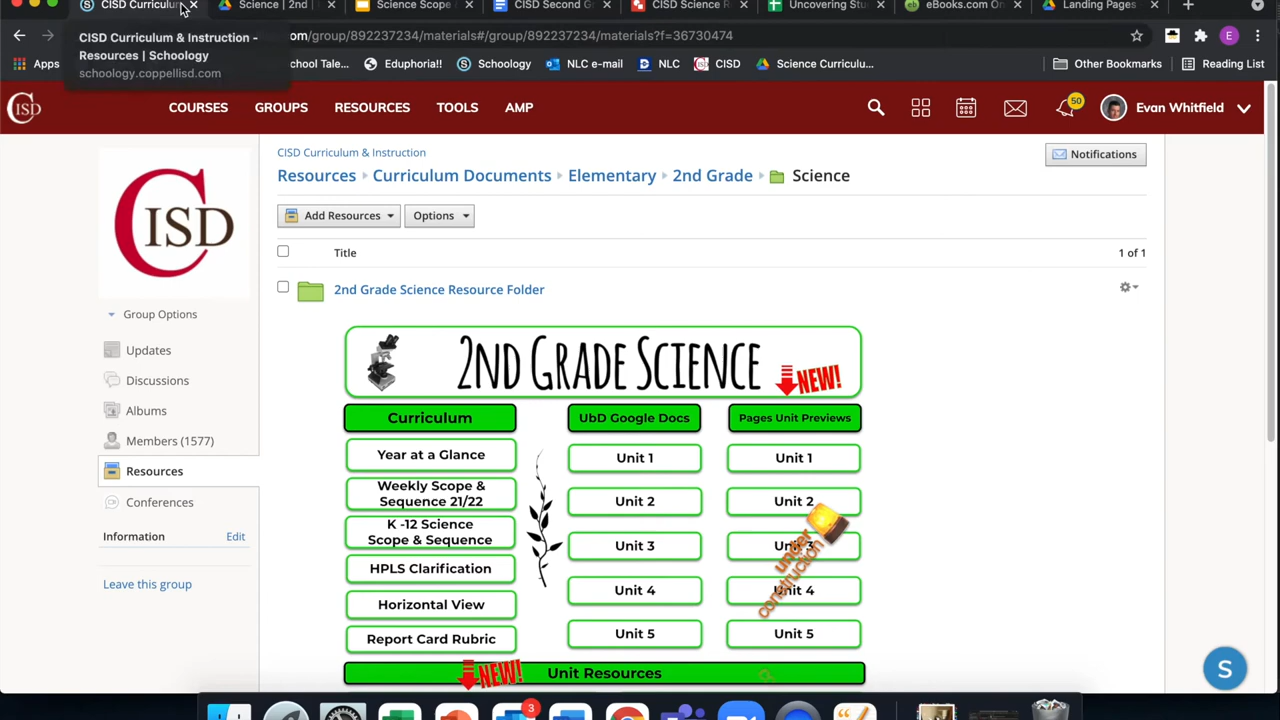 CISD Curriculum
Science | 2nd |
Science Scope
CISD Second G
CISD Science R
Uncovering Stu
eBooks.com On
Landing Pages
CISD Curriculum & Instruction -
Resources | Schoology
schoology.coppellisd.com
om/group/892237234/materials#/group/892237234/materials?f=36730474
E
Apps
hool Tale...
Eduphoria!!
Schoology
NLC e-mail
NLC
CISD
Science Curriculu...
Other Bookmarks
Reading List
CISD
COURSES
GROUPS
RESOURCES
TOOLS
AMP
50
Evan Whitfield
CISD
CISD Curriculum & Instruction
Notifications
Resources
Curriculum Documents
Elementary
2nd Grade
Science
Add Resources
Options
Title
1 of 1
2nd Grade Science Resource Folder
Group Options
Updates
Discussions
Albums
Members (1577)
Resources
Conferences
Information
Edit
Leave this group
2ND GRADE SCIENCE
NEW!
Curriculum
UbD Google Docs
Pages Unit Previews
Year at a Glance
Unit 1
Unit 1
Weekly Scope &
Sequence 21/22
Unit 2
Unit 2
K -12 Science
Scope & Sequence
Unit 3
Unit 3
under
construction
HPLS Clarification
Unit 4
Unit 4
Horizontal View
Report Card Rubric
Unit 5
Unit 5
NEW!
Unit Resources
S
3